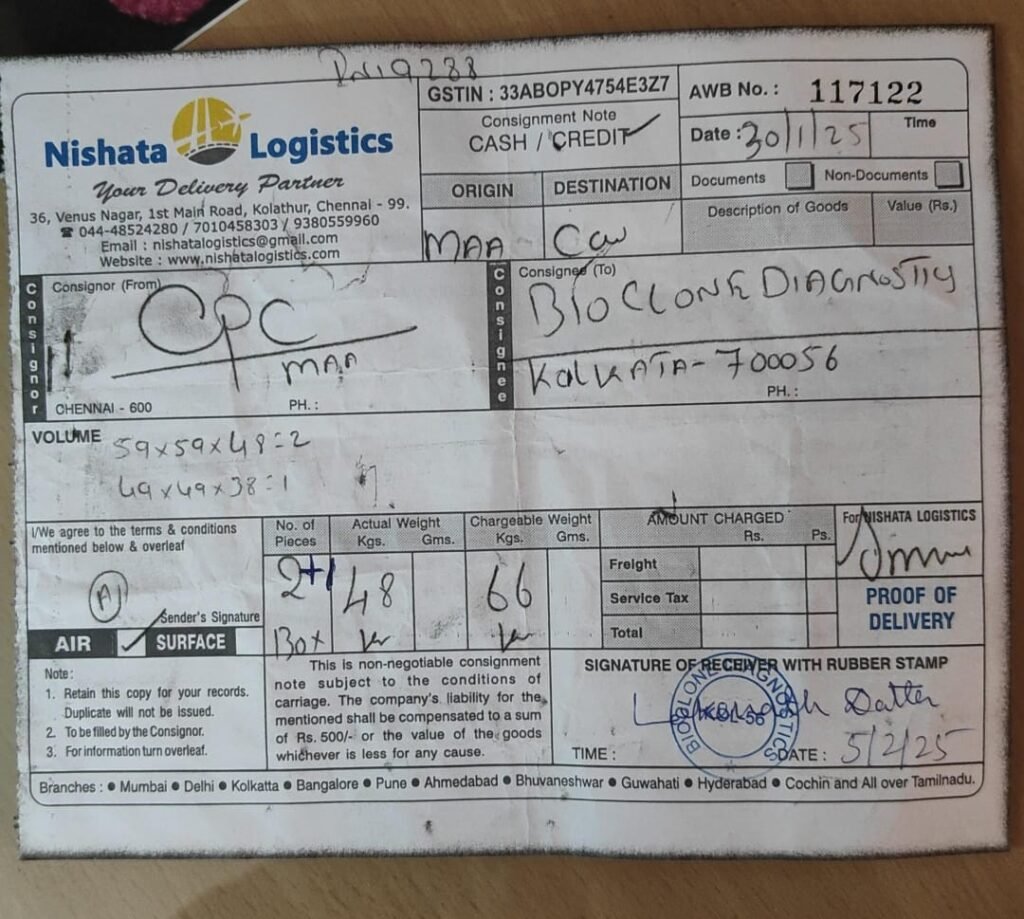 GSTIN : 33ABOPY4754E3Z7
AWB No. : 117122
Nishata Logistics
Your Delivery Partner
36, Venus Nagar, 1st Main Road, Kolathur, Chennai - 99.
☎ 044-48524280 / 7010458303 / 9380559960
Email : nishatalogistics@gmail.com
Website : www.nishatalogistics.com
Consignment Note
CASH / CREDIT
Date : 30/1/25
Time
ORIGIN
DESTINATION
MAA
Documents
Non-Documents
Description of Goods
Value (Rs.)
Consignor
Consignor (From)
CPC
MAA
CHENNAI - 600
PH. :
Consignee
Consignee (To)
BIOCLONE DIAGNOSTIC
KOLKATA- 700056
PH. :
VOLUME
59x59x48=2
49x49x38=1
I/We agree to the terms & conditions
mentioned below & overleaf
Sender's Signature
AIR ✓ SURFACE
No. of
Pieces
2+1
Box
Actual Weight
Kgs. Gms.
48
Chargeable Weight
Kgs. Gms.
66
AMOUNT CHARGED
Rs. Ps.
Freight
Service Tax
Total
For NISHATA LOGISTICS
PROOF OF
DELIVERY
Note :
1. Retain this copy for your records.
Duplicate will not be issued.
2. To be filled by the Consignor.
3. For information turn overleaf.
This is non-negotiable consignment
note subject to the conditions of
carriage. The company's liability for the
mentioned shall be compensated to a sum
of Rs. 500/- or the value of the goods
whichever is less for any cause.
SIGNATURE OF RECEIVER WITH RUBBER STAMP
BIOCLONE DIAGNOSTICS
KOL-56
Datta
TIME :
DATE : 5/2/25
Branches : ● Mumbai ● Delhi ● Kolkatta ● Bangalore ● Pune ● Ahmedabad ● Bhuvaneshwar ● Guwahati ● Hyderabad ● Cochin and All over Tamilnadu.